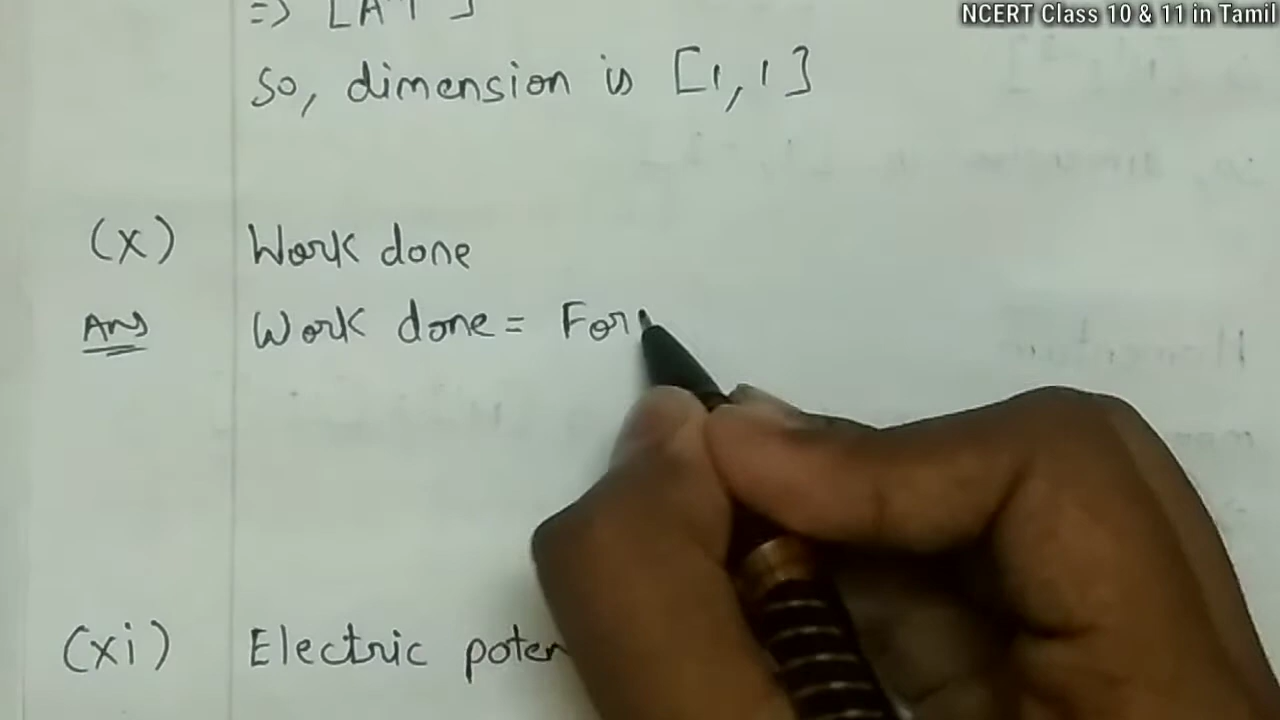 NCERT Class 10 & 11 in Tamil
=> [A T ]
So, dimension is [1, 1]
(x) Work done
Ans Work done = For
(xi) Electric poten